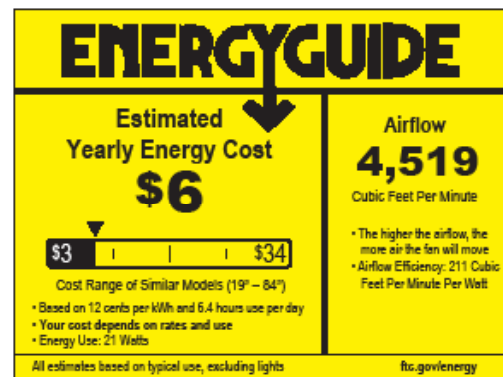 ENERGYGUIDE
Estimated
Yearly Energy Cost
$6
$3 $34
Cost Range of Similar Models (19" – 84")
• Based on 12 cents per kWh and 6.4 hours use per day
• Your cost depends on rates and use
• Energy Use: 21 Watts
Airflow
4,519
Cubic Feet Per Minute
• The higher the airflow, the
more air the fan will move
• Airflow Efficiency: 211 Cubic
Feet Per Minute Per Watt
All estimates based on typical use, excluding lights
ftc.gov/energy